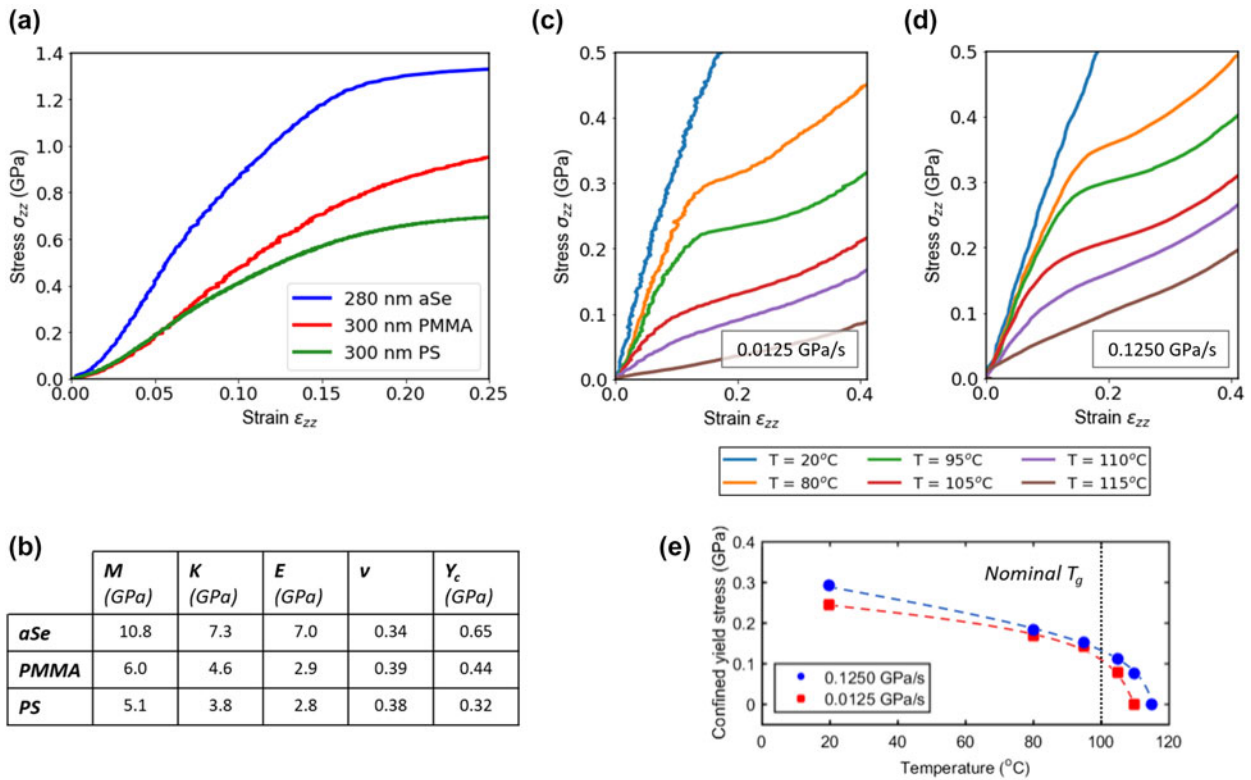 (a)
1.4
1.2
1.0
0.8
0.6
0.4
0.2
0.0
Stress σzz (GPa)
0.00 0.05 0.10 0.15 0.20 0.25
Strain εzz
280 nm aSe
300 nm PMMA
300 nm PS
(c)
0.5
0.4
0.3
0.2
0.1
0.0
Stress σzz (GPa)
0.0 0.2 0.4
Strain εzz
0.0125 GPa/s
(d)
0.5
0.4
0.3
0.2
0.1
0.0
Stress σzz (GPa)
0.0 0.2 0.4
Strain εzz
0.1250 GPa/s
T = 20°C T = 95°C T = 110°C
T = 80°C T = 105°C T = 115°C
(b)
M (GPa) K (GPa) E (GPa) ν Yc (GPa)
aSe 10.8 7.3 7.0 0.34 0.65
PMMA 6.0 4.6 2.9 0.39 0.44
PS 5.1 3.8 2.8 0.38 0.32
(e)
Confined yield stress (GPa)
0.4
0.3
0.2
0.1
0
Nominal Tg
0.1250 GPa/s
0.0125 GPa/s
0 20 40 60 80 100 120
Temperature (°C)